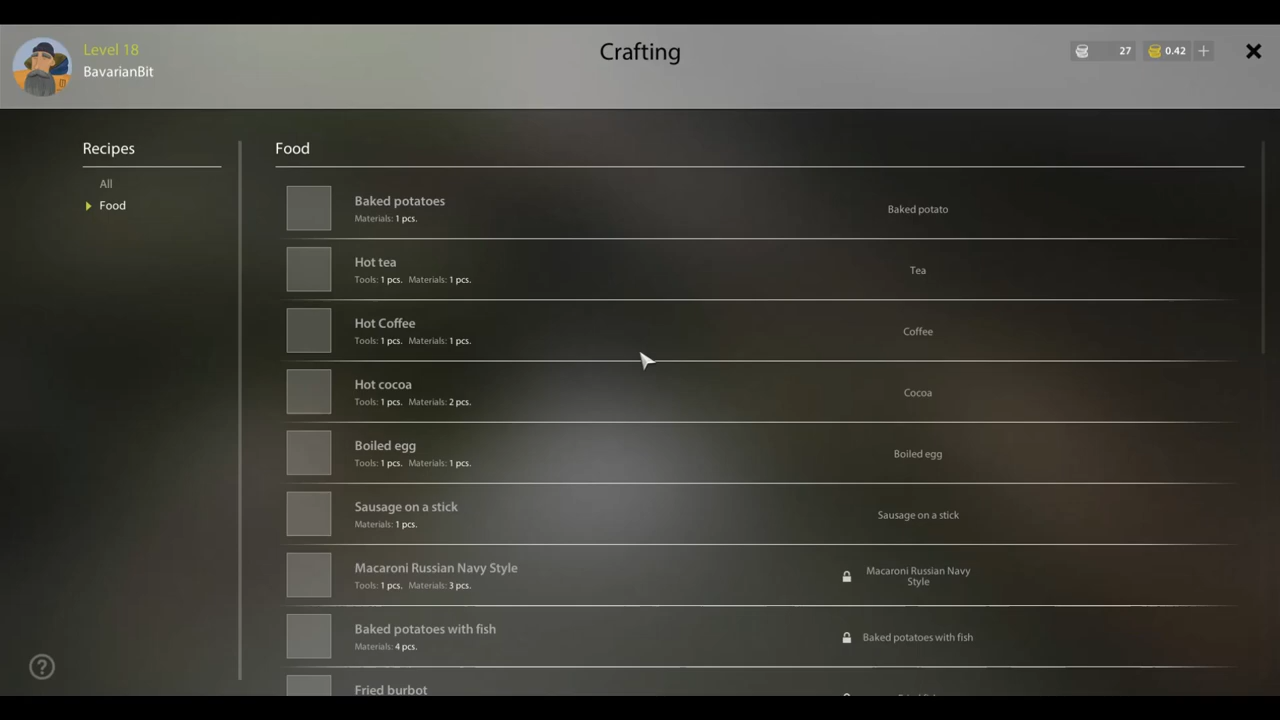 Level 18
BavarianBit
Crafting
27
0.42
Recipes
All
Food
Food
Baked potatoes
Materials: 1 pcs.
Baked potato
Hot tea
Tools: 1 pcs. Materials: 1 pcs.
Tea
Hot Coffee
Tools: 1 pcs. Materials: 1 pcs.
Coffee
Hot cocoa
Tools: 1 pcs. Materials: 2 pcs.
Cocoa
Boiled egg
Tools: 1 pcs. Materials: 1 pcs.
Boiled egg
Sausage on a stick
Materials: 1 pcs.
Sausage on a stick
Macaroni Russian Navy Style
Tools: 1 pcs. Materials: 3 pcs.
Macaroni Russian Navy
Style
Baked potatoes with fish
Materials: 4 pcs.
Baked potatoes with fish
Fried burbot